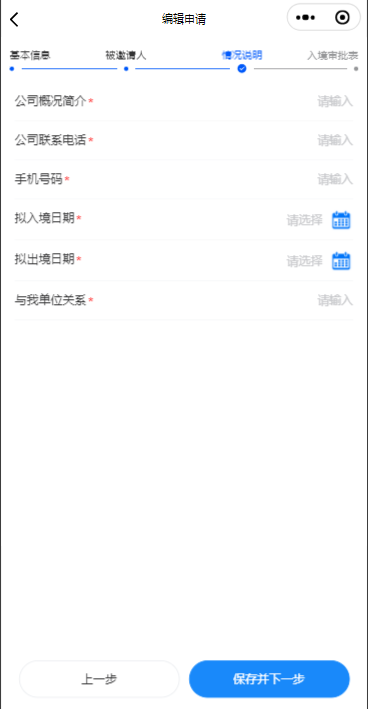 编辑申请
基本信息 被邀请人 情况说明 入境审批表
公司概况简介* 请输入
公司联系电话* 请输入
手机号码* 请输入
拟入境日期* 请选择
拟出境日期* 请选择
与我单位关系* 请输入
上一步 保存并下一步